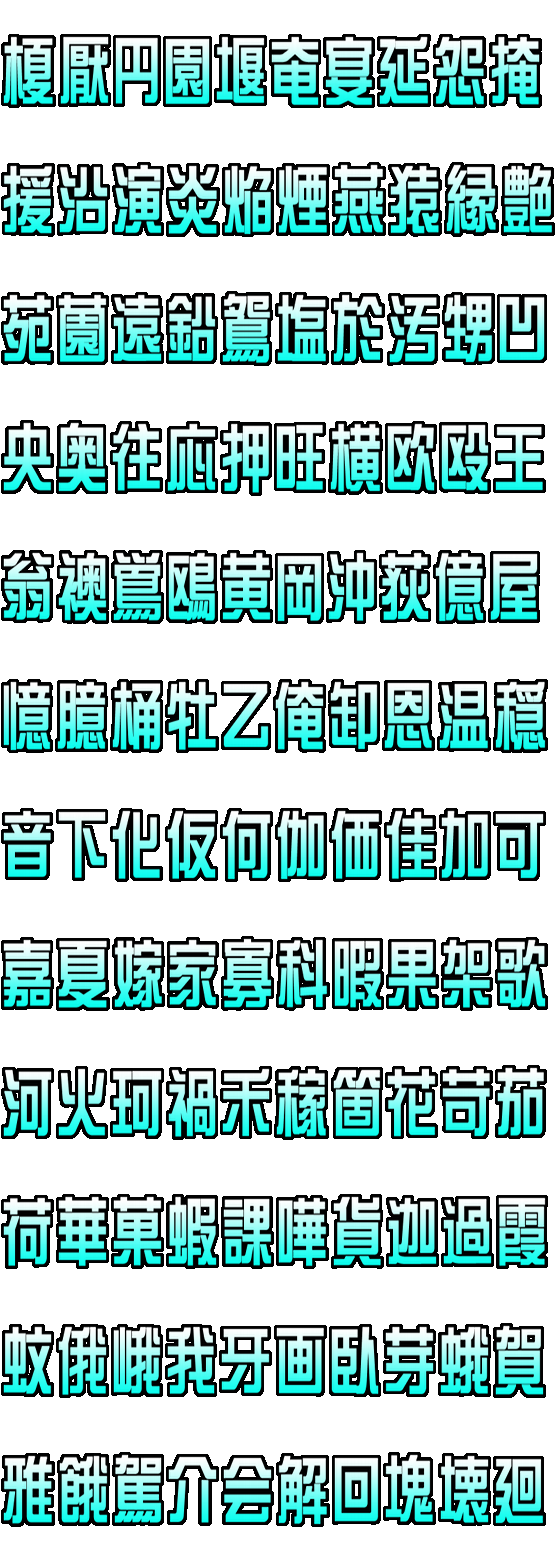 榎厭円園堰奄宴延怨掩
援沿演炎焔煙燕猿縁艶
苑薗遠鉛鴛塩於汚甥凹
央奥往応押旺横欧殴王
翁襖鴬鴎黄岡沖荻億屋
憶臆桶牡乙俺卸恩温穏
音下化仮何伽価佳加可
嘉夏嫁家寡科暇果架歌
河火珂禍禾稼箇花苛茄
荷華菓蝦課嘩貨迦過霞
蚊俄峨我牙画臥芽蛾賀
雅餓駕介会解回塊壊廻